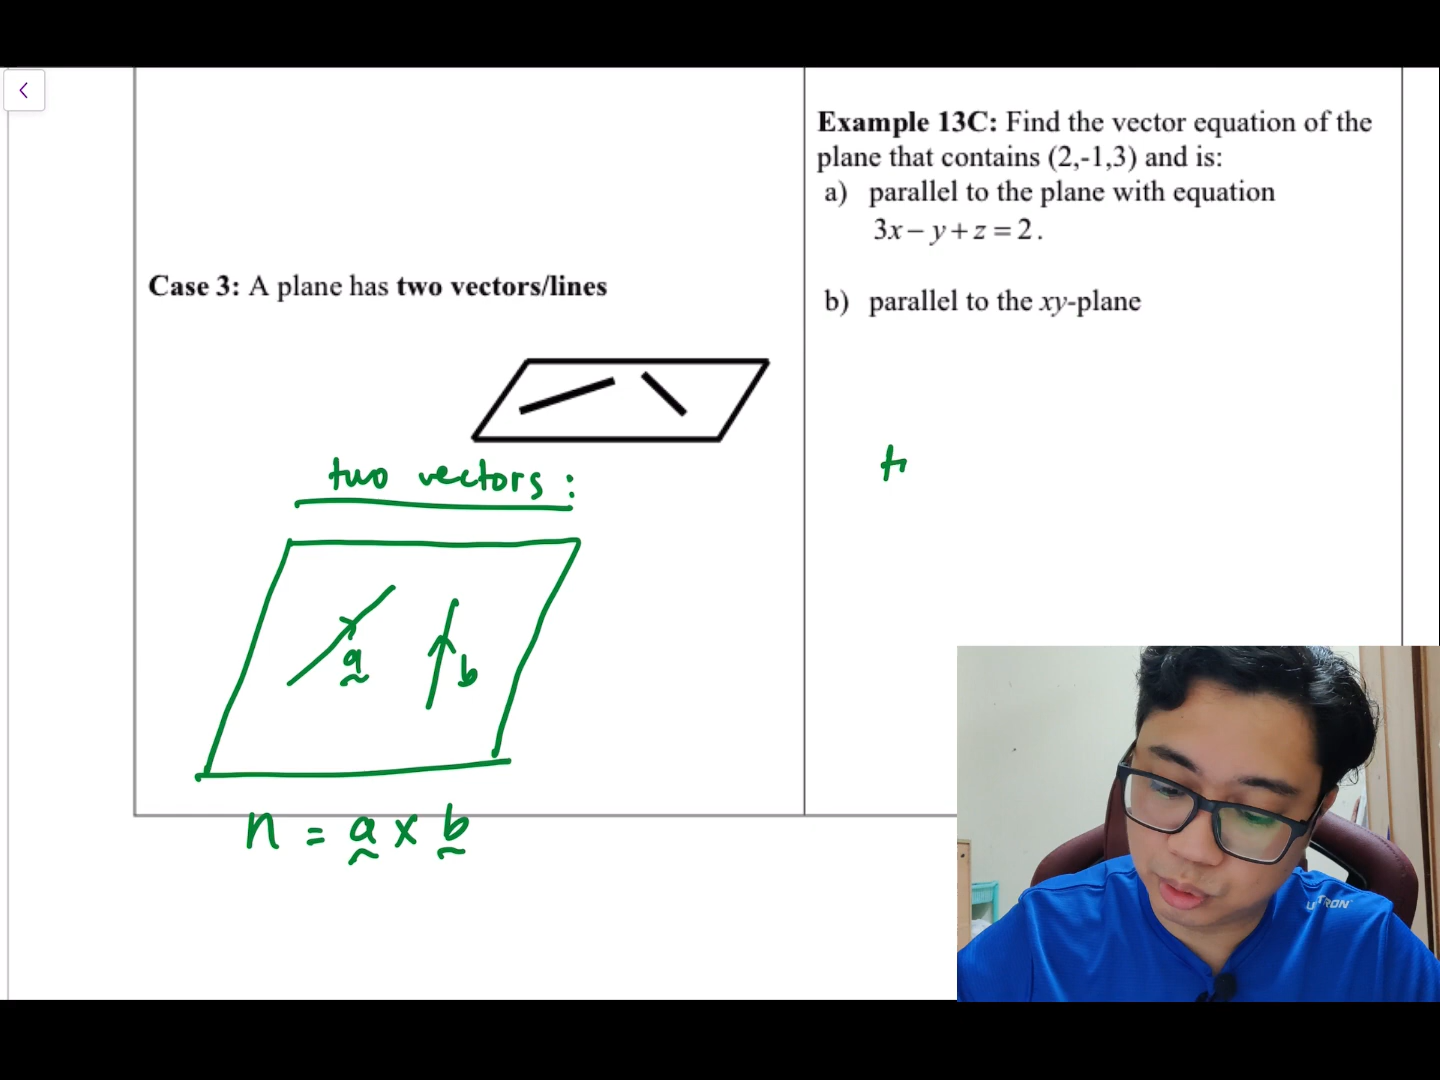 Example 13C: Find the vector equation of the
plane that contains (2,-1,3) and is:
a) parallel to the plane with equation
3x − y + z = 2.
b) parallel to the xy-plane
Case 3: A plane has two vectors/lines
two vectors:
a
b
n = a × b